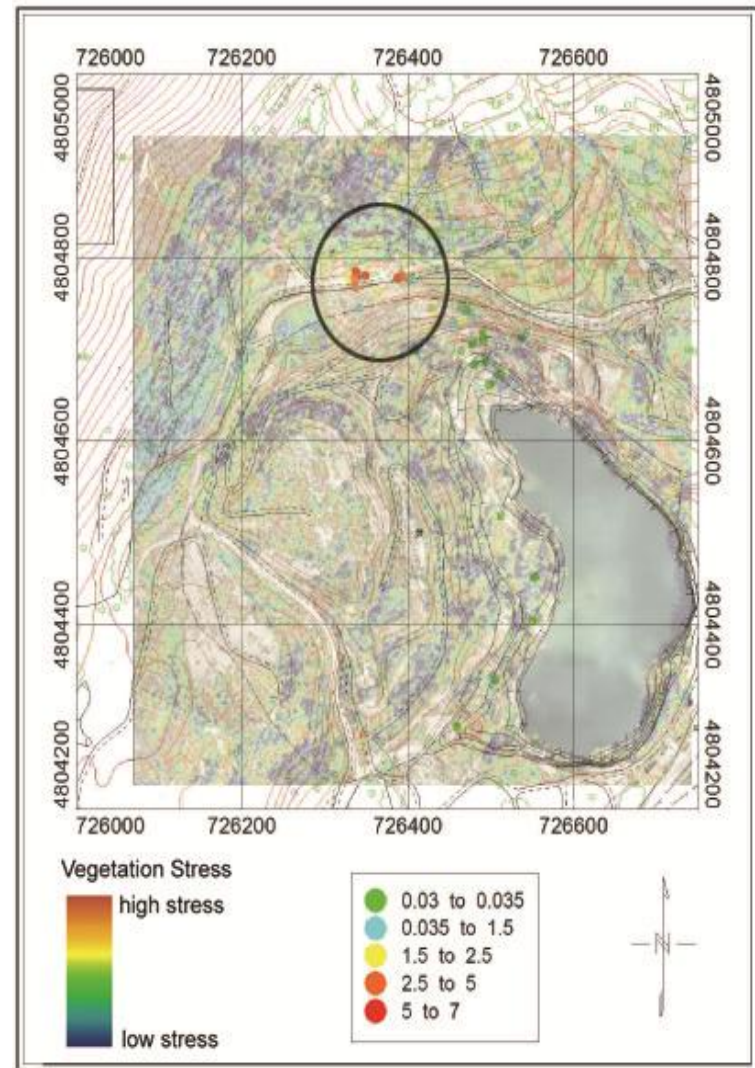 726000 726200 726400 726600
4805000 4805000
4804800 4804800
4804600 4804600
4804400 4804400
4804200 4804200
726000 726200 726400 726600
Vegetation Stress
high stress
low stress
0.03 to 0.035
0.035 to 1.5
1.5 to 2.5
2.5 to 5
5 to 7
N